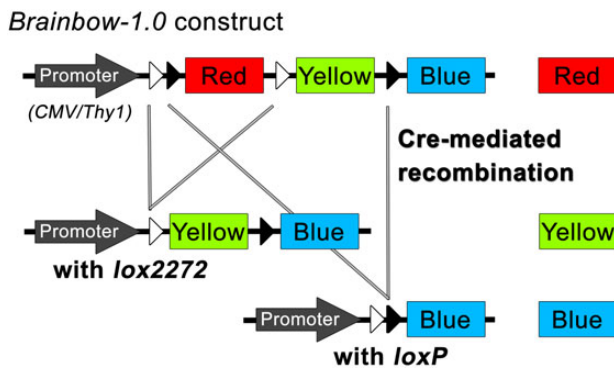 Brainbow-1.0 construct
Promoter Red Yellow Blue Red
(CMV/Thy1)
Cre-mediated
recombination
Promoter Yellow Blue Yellow
with lox2272
Promoter Blue Blue
with loxP